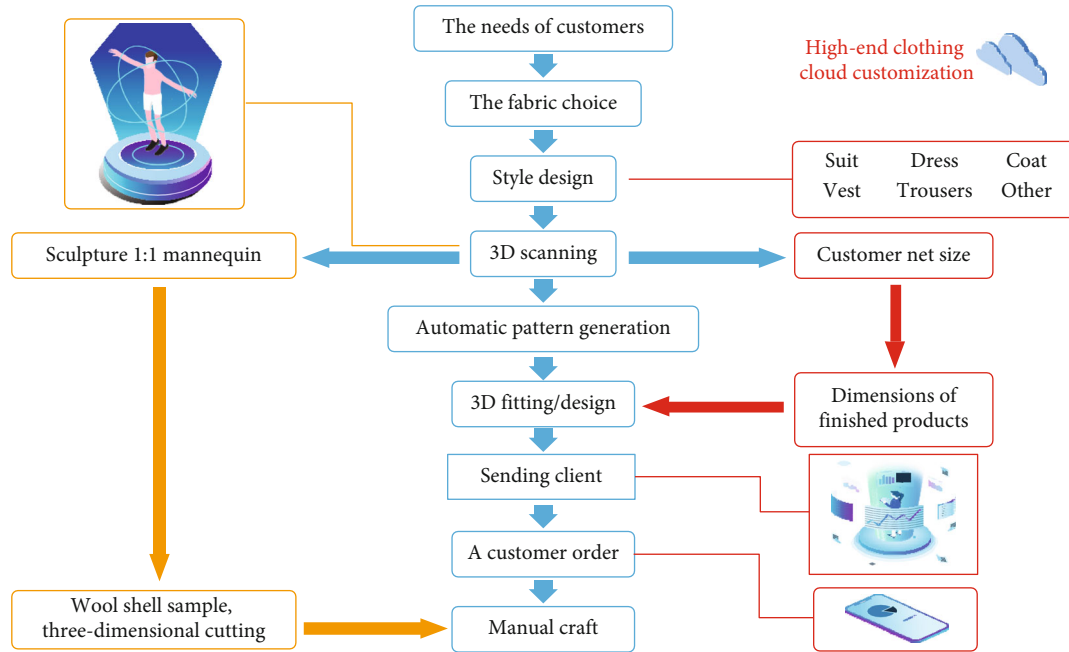 The needs of customers
High-end clothing
cloud customization
The fabric choice
Suit Dress Coat
Vest Trousers Other
Style design
Sculpture 1:1 mannequin
3D scanning
Customer net size
Automatic pattern generation
3D fitting/design
Dimensions of
finished products
Sending client
A customer order
Wool shell sample,
three-dimensional cutting
Manual craft